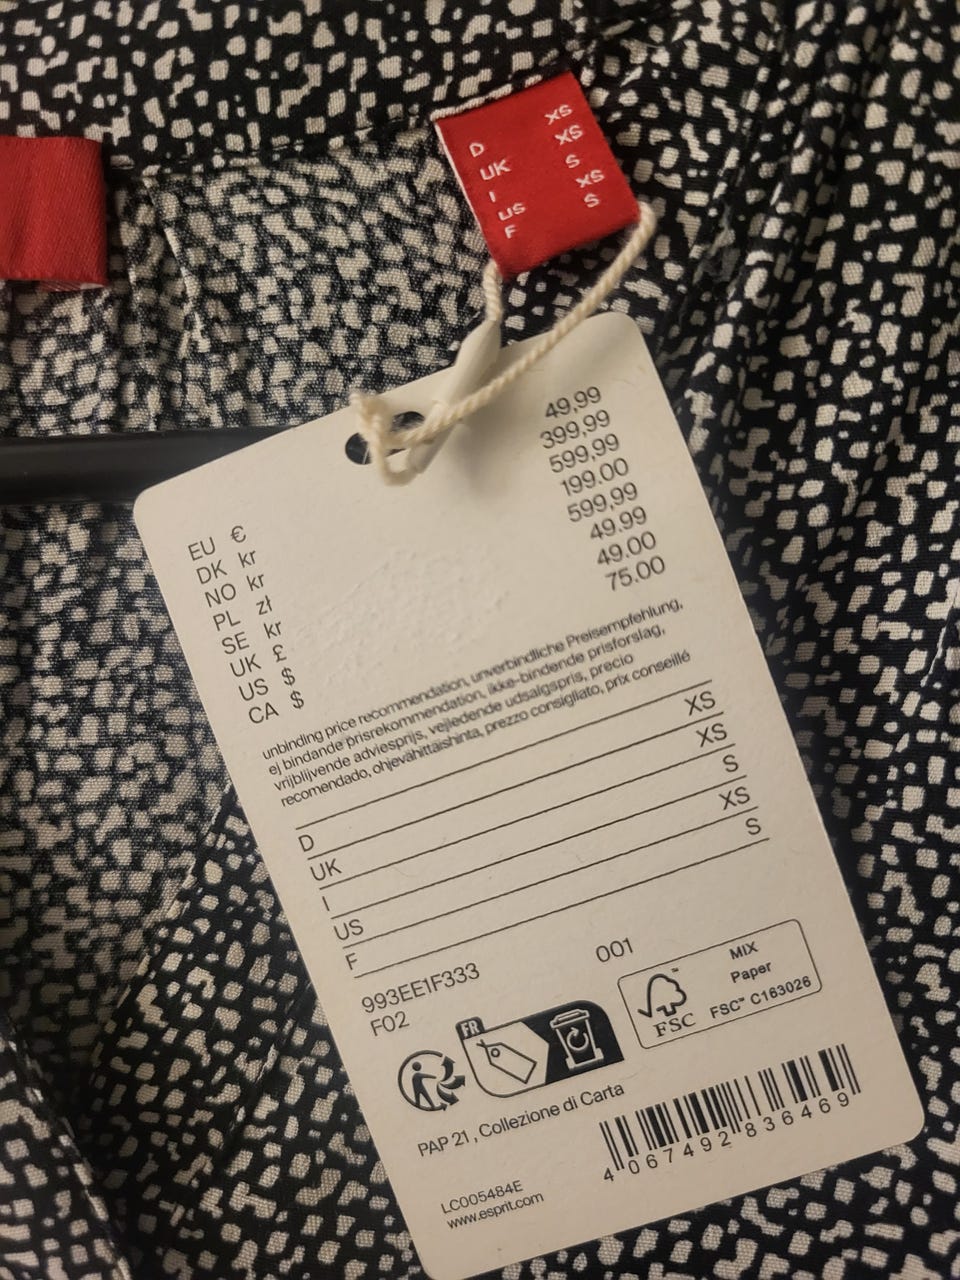 D XS
UK XS
I S
US XS
F S
EU € 49,99
DK kr 399,99
NO kr 599,99
PL zł 199.00
SE kr 599,99
UK £ 49.99
US $ 49.00
CA $ 75.00
unbinding price recommendation, unverbindliche Preisempfehlung,
ej bindande prisrekommendation, ikke-bindende prisforslag,
vrijblijvende adviesprijs, vejledende udsalgspris, precio
recomendado, ohjevähittaishinta, prezzo consigliato, prix conseillé
D XS
UK XS
I S
US XS
F S
993EE1F333 001
F02
FR
FSC™
MIX
Paper
FSC™ C163026
PAP 21 , Collezione di Carta
4 067492 836469
LC005484E
www.esprit.com